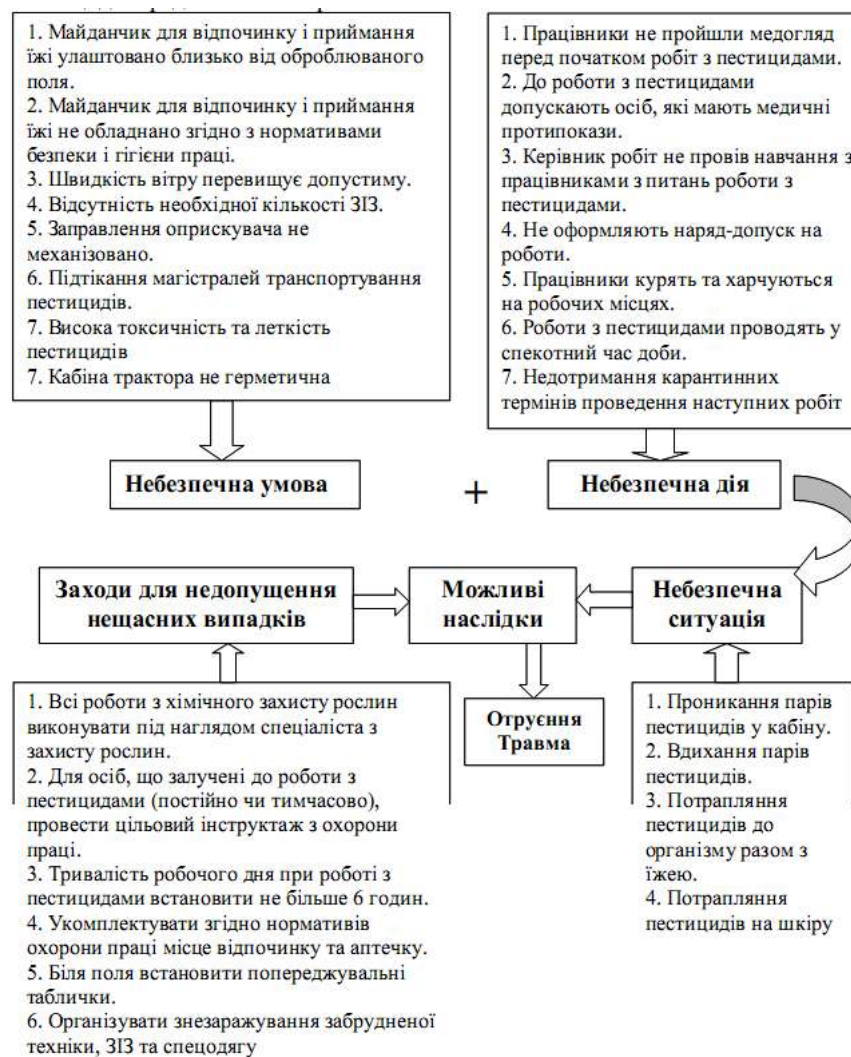 1. Майданчик для відпочинку і приймання
їжі улаштовано близько від оброблюваного
поля.
2. Майданчик для відпочинку і приймання
їжі не обладнано згідно з нормативами
безпеки і гігієни праці.
3. Швидкість вітру перевищує допустиму.
4. Відсутність необхідної кількості ЗІЗ.
5. Заправлення оприскувача не
механізовано.
6. Підтікання магістралей транспортування
пестицидів.
7. Висока токсичність та леткість
пестицидів
7. Кабіна трактора не герметична
1. Працівники не пройшли медогляд
перед початком робіт з пестицидами.
2. До роботи з пестицидами
допускають осіб, які мають медичні
протипокази.
3. Керівник робіт не провів навчання з
працівниками з питань роботи з
пестицидами.
4. Не оформляють наряд-допуск на
роботи.
5. Працівники курять та харчуються
на робочих місцях.
6. Роботи з пестицидами проводять у
спекотний час доби.
7. Недотримання карантинних
термінів проведення наступних робіт
Небезпечна умова
+
Небезпечна дія
Заходи для недопущення
нещасних випадків
Можливі
наслідки
Небезпечна
ситуація
1. Всі роботи з хімічного захисту рослин
виконувати під наглядом спеціаліста з
захисту рослин.
2. Для осіб, що залучені до роботи з
пестицидами (постійно чи тимчасово),
провести цільовий інструктаж з охорони
праці.
3. Тривалість робочого дня при роботі з
пестицидами встановити не більше 6 годин.
4. Укомплектувати згідно нормативів
охорони праці місце відпочинку та аптечку.
5. Біля поля встановити попереджувальні
таблички.
6. Організувати знезаражування забрудненої
техніки, ЗІЗ та спецодягу
Отруєння
Травма
1. Проникання парів
пестицидів у кабіну.
2. Вдихання парів
пестицидів.
3. Потрапляння
пестицидів до
організму разом з
їжею.
4. Потрапляння
пестицидів на шкіру